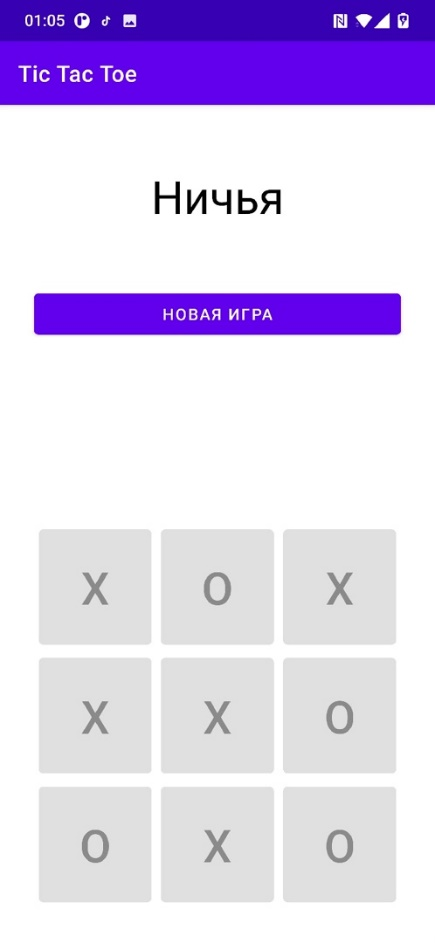 01:05
Tic Tac Toe
Ничья
НОВАЯ ИГРА
X O X
X X O
O X O